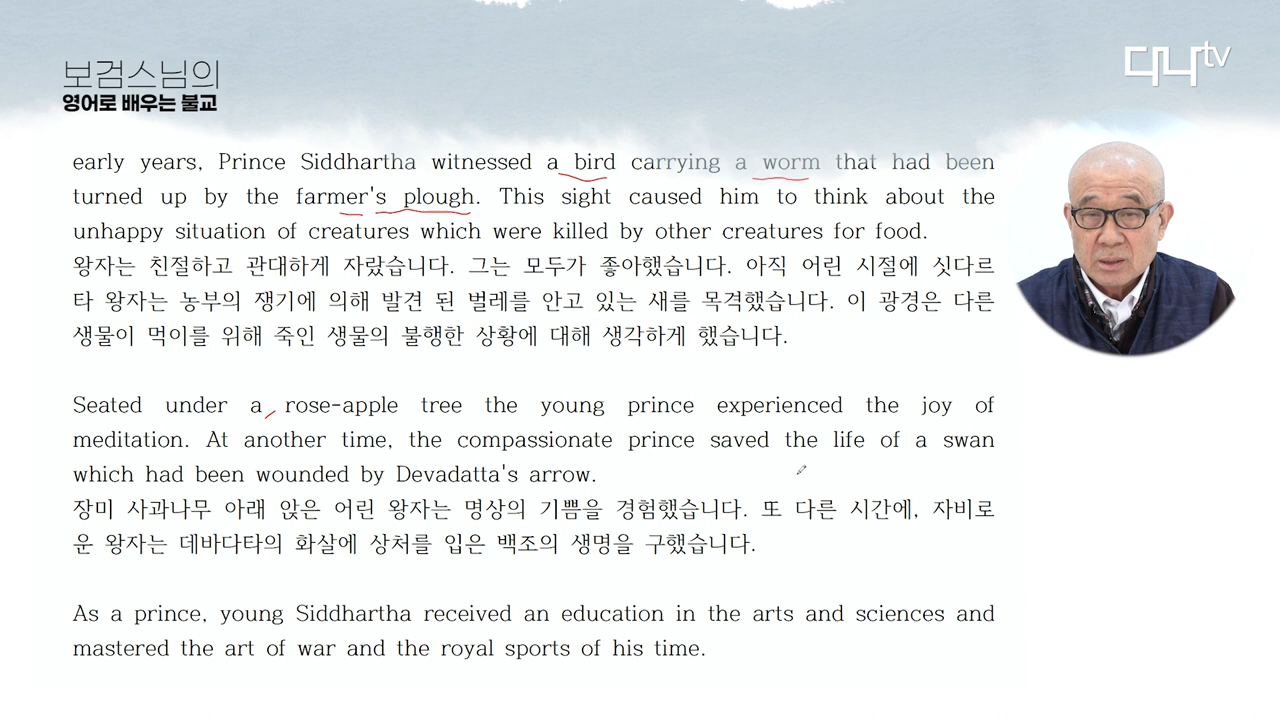 보검스님의
영어로 배우는 불교
디나tv
early years, Prince Siddhartha witnessed a bird carrying a worm that had been
turned up by the farmer's plough. This sight caused him to think about the
unhappy situation of creatures which were killed by other creatures for food.
왕자는 친절하고 관대하게 자랐습니다. 그는 모두가 좋아했습니다. 아직 어린 시절에 싯다르
타 왕자는 농부의 쟁기에 의해 발견 된 벌레를 안고 있는 새를 목격했습니다. 이 광경은 다른
생물이 먹이를 위해 죽인 생물의 불행한 상황에 대해 생각하게 했습니다.
Seated under a rose-apple tree the young prince experienced the joy of
meditation. At another time, the compassionate prince saved the life of a swan
which had been wounded by Devadatta's arrow.
장미 사과나무 아래 앉은 어린 왕자는 명상의 기쁨을 경험했습니다. 또 다른 시간에, 자비로
운 왕자는 데바다타의 화살에 상처를 입은 백조의 생명을 구했습니다.
As a prince, young Siddhartha received an education in the arts and sciences and
mastered the art of war and the royal sports of his time.